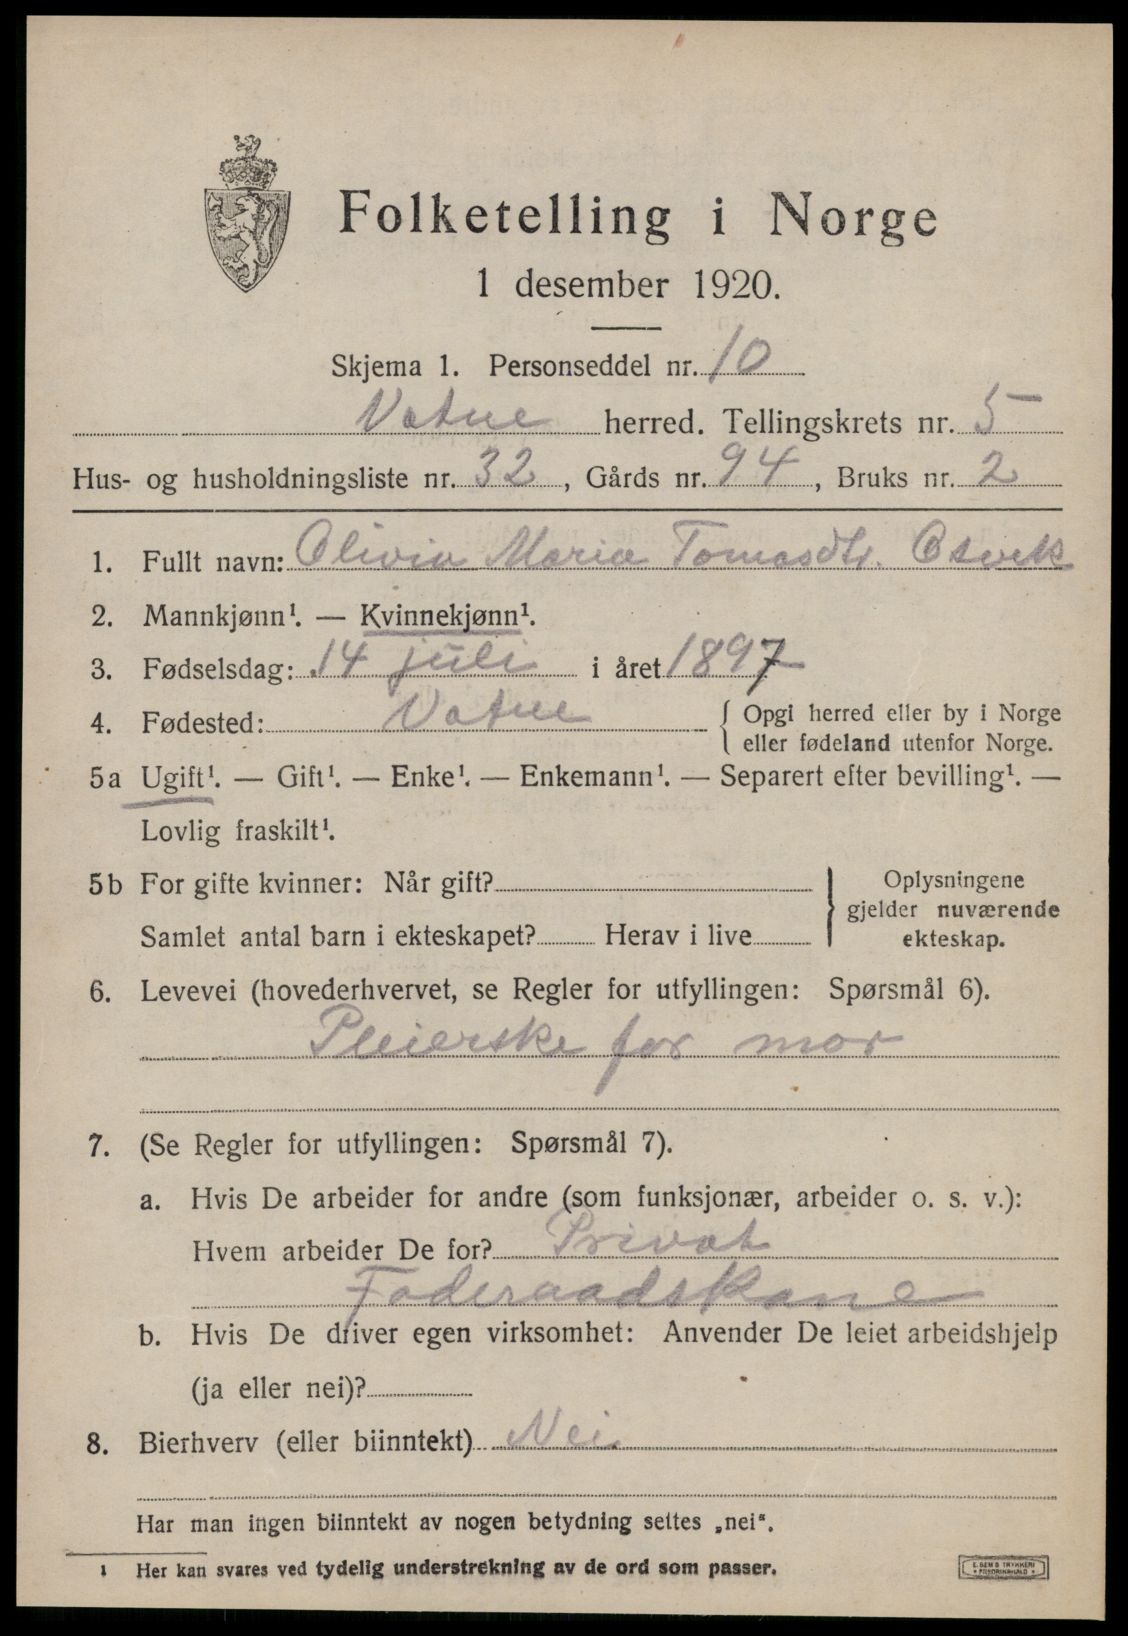 Folketelling i Norge
1 desember 1920.
Skjema 1. Personseddel nr. 10
Vatne herred. Tellingskrets nr. 5
Hus- og husholdningsliste nr. 32, Gårds nr. 94, Bruks nr. 2
1. Fullt navn: Olivia Maria Tomasdtr. Osvik
2. Mannkjønn¹. — Kvinnekjønn¹.
3. Fødselsdag: 14 juli i året 1897
4. Fødested: Vatne { Opgi herred eller by i Norge
eller fødeland utenfor Norge.
5a Ugift¹. — Gift¹. — Enke¹. — Enkemann¹. — Separert efter bevilling¹. —
Lovlig fraskilt¹.
5b For gifte kvinner: Når gift?
Samlet antal barn i ekteskapet? Herav i live
} Oplysningene
gjelder nuværende
ekteskap.
6. Levevei (hovederhvervet, se Regler for utfyllingen: Spørsmål 6).
Pleierske for mor
7. (Se Regler for utfyllingen: Spørsmål 7).
a. Hvis De arbeider for andre (som funksjonær, arbeider o. s. v.):
Hvem arbeider De for? Privat
Foderaadskone
b. Hvis De driver egen virksomhet: Anvender De leiet arbeidshjelp
(ja eller nei)?
8. Bierhverv (eller biinntekt) Nei
Har man ingen biinntekt av nogen betydning settes „nei".
¹ Her kan svares ved tydelig understrekning av de ord som passer.
E. SEM'S TRYKKERI
FREDRIKSHALD